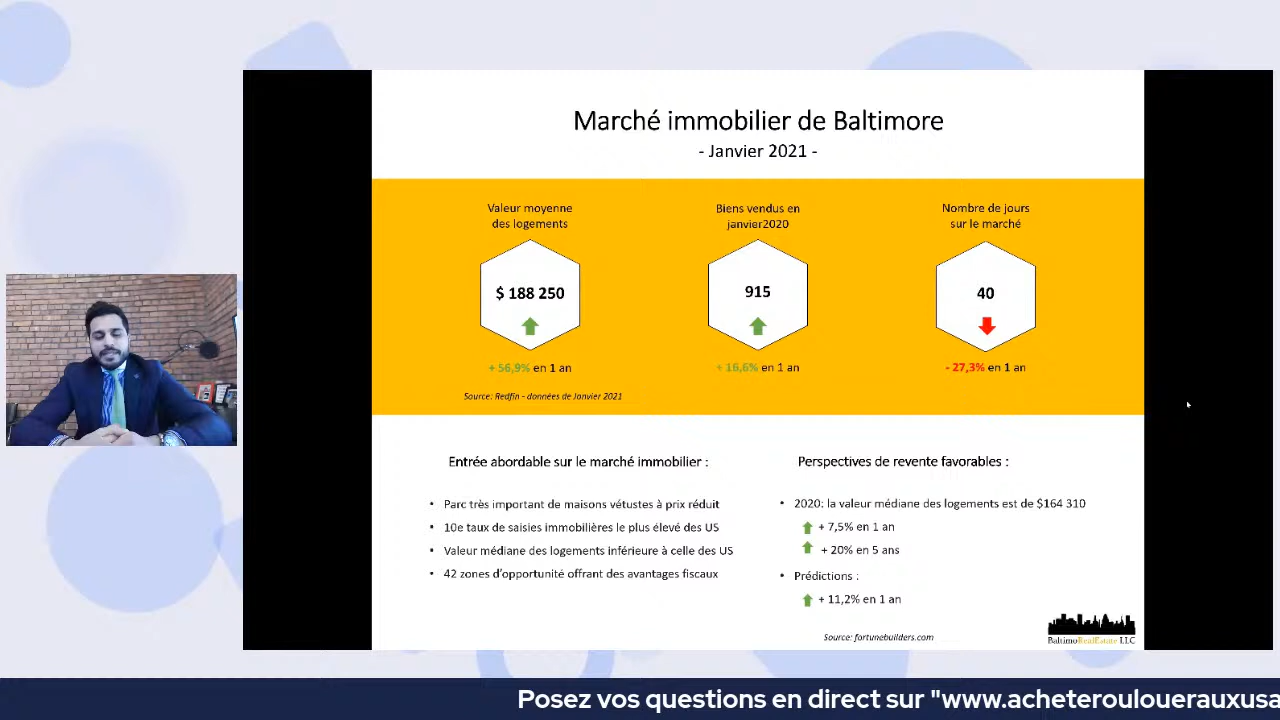 Marché immobilier de Baltimore
- Janvier 2021 -
Valeur moyenne
des logements
$ 188 250
+ 56,9% en 1 an
Biens vendus en
janvier2020
915
+ 16,6% en 1 an
Nombre de jours
sur le marché
40
- 27,3% en 1 an
Source: Redfin - données de Janvier 2021
Entrée abordable sur le marché immobilier :
• Parc très important de maisons vétustes à prix réduit
• 10e taux de saisies immobilières le plus élevé des US
• Valeur médiane des logements inférieure à celle des US
• 42 zones d'opportunité offrant des avantages fiscaux
Perspectives de revente favorables :
• 2020: la valeur médiane des logements est de $164 310
+ 7,5% en 1 an
+ 20% en 5 ans
• Prédictions :
+ 11,2% en 1 an
Source: fortunebuilders.com
BaltimoRealEstate LLC
Posez vos questions en direct sur "www.acheteroulouerauxusa